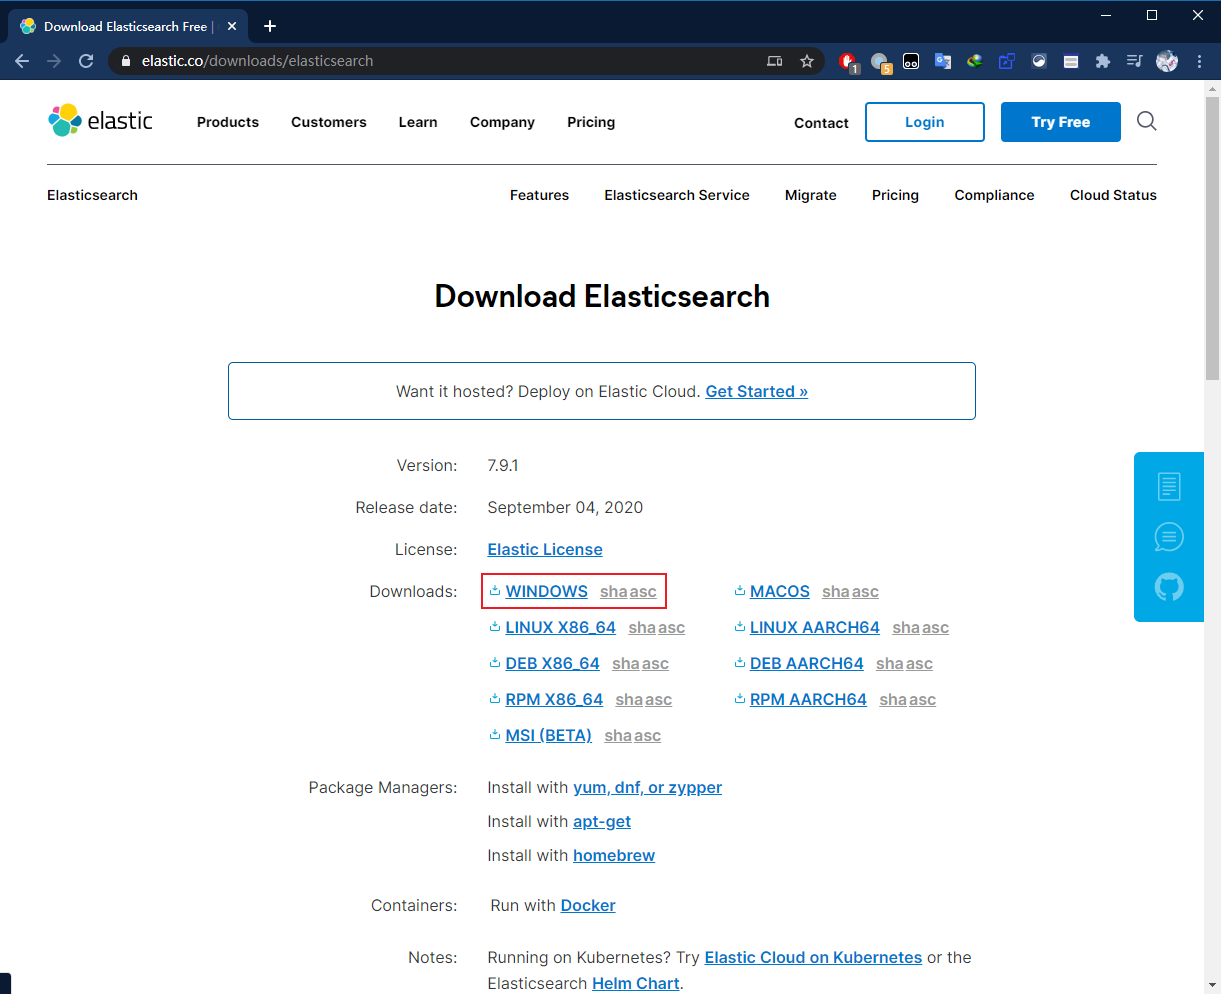 Download Elasticsearch Free |
elastic.co/downloads/elasticsearch
1
5
elastic
Products Customers Learn Company Pricing Contact Login Try Free
Elasticsearch Features Elasticsearch Service Migrate Pricing Compliance Cloud Status
Download Elasticsearch
Want it hosted? Deploy on Elastic Cloud. Get Started »
Version: 7.9.1
Release date: September 04, 2020
License: Elastic License
Downloads: WINDOWS sha asc MACOS sha asc
LINUX X86_64 sha asc LINUX AARCH64 sha asc
DEB X86_64 sha asc DEB AARCH64 sha asc
RPM X86_64 sha asc RPM AARCH64 sha asc
MSI (BETA) sha asc
Package Managers: Install with yum, dnf, or zypper
Install with apt-get
Install with homebrew
Containers: Run with Docker
Notes: Running on Kubernetes? Try Elastic Cloud on Kubernetes or the
Elasticsearch Helm Chart.